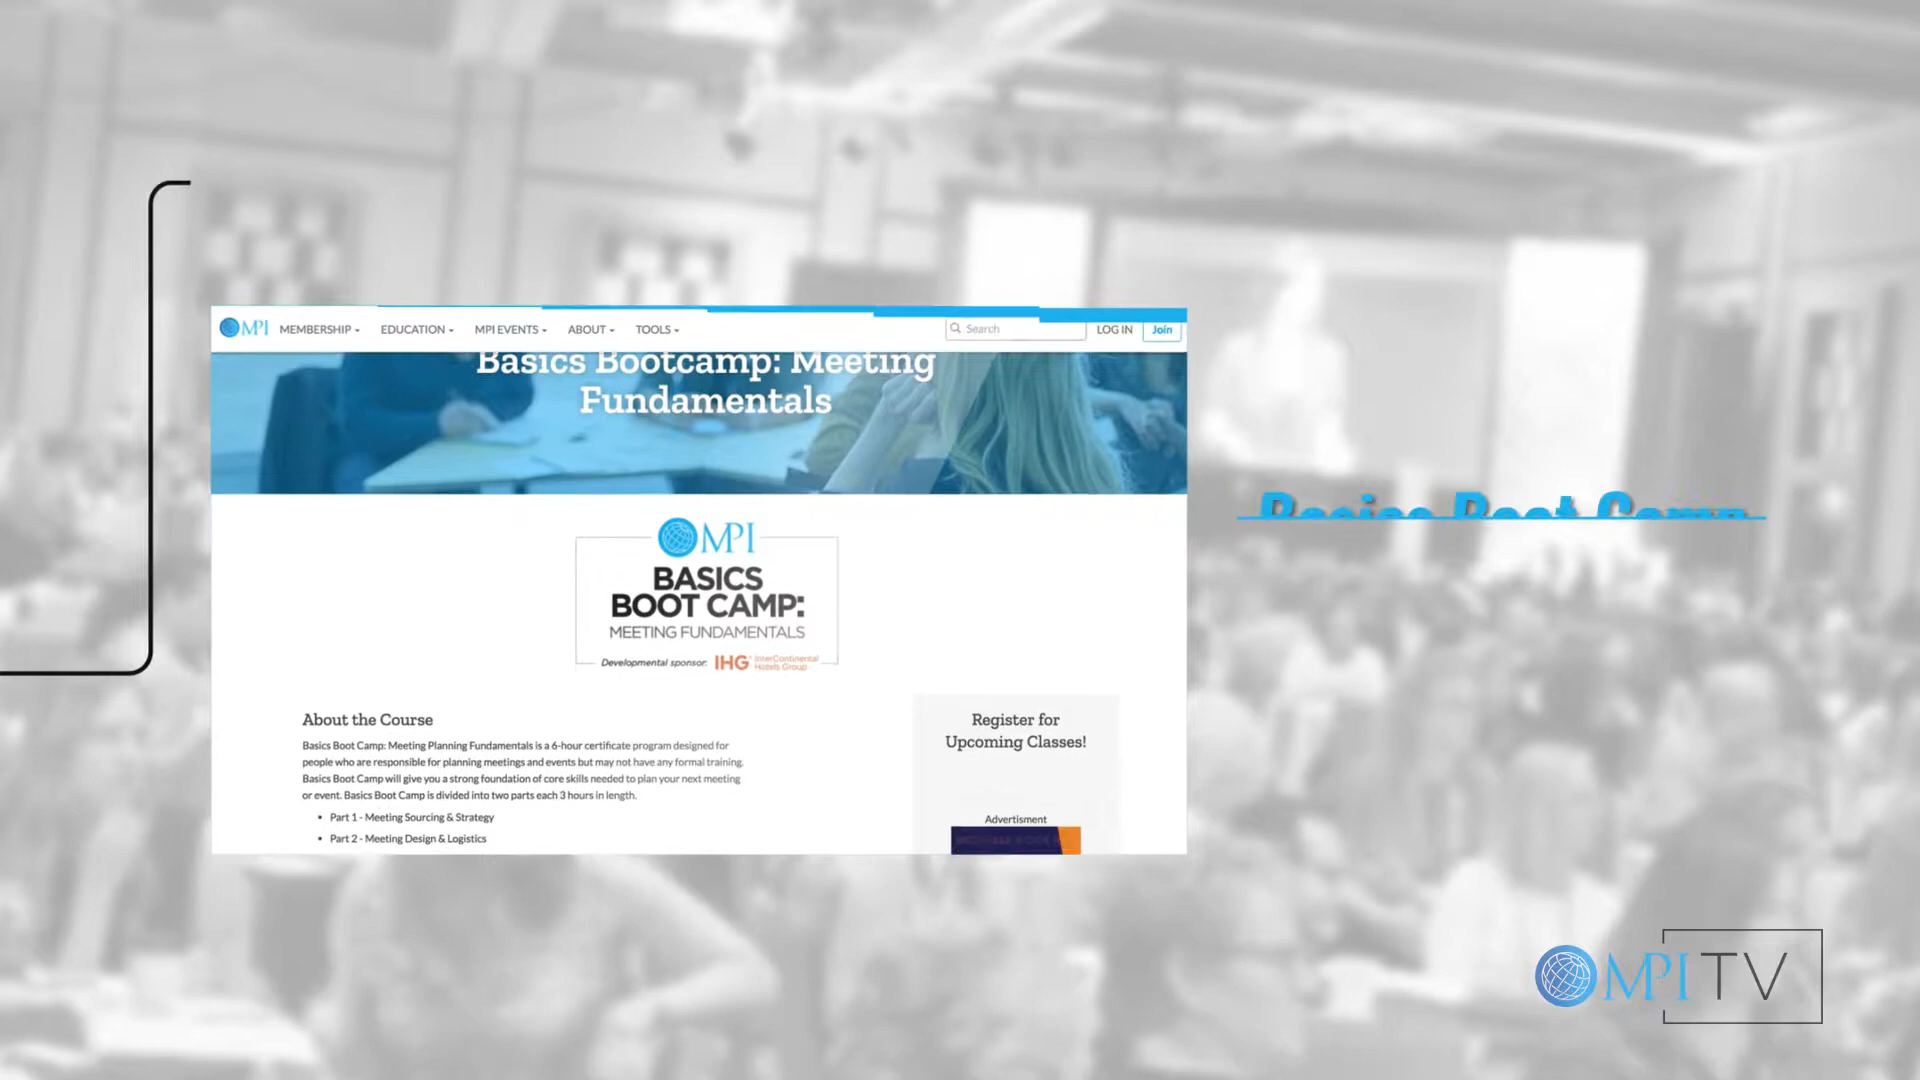 MPI MEMBERSHIP EDUCATION MPI EVENTS ABOUT TOOLS Search LOG IN Join
Basics Bootcamp: Meeting
Fundamentals
MPI
BASICS
BOOT CAMP:
MEETING FUNDAMENTALS
Developmental sponsor: IHG InterContinental
Hotels Group
About the Course
Basics Boot Camp: Meeting Planning Fundamentals is a 6-hour certificate program designed for
people who are responsible for planning meetings and events but may not have any formal training.
Basics Boot Camp will give you a strong foundation of core skills needed to plan your next meeting
or event. Basics Boot Camp is divided into two parts each 3 hours in length.
• Part 1 - Meeting Sourcing & Strategy
• Part 2 - Meeting Design & Logistics
Register for
Upcoming Classes!
Advertisment
Basics Boot Camp
MPI TV